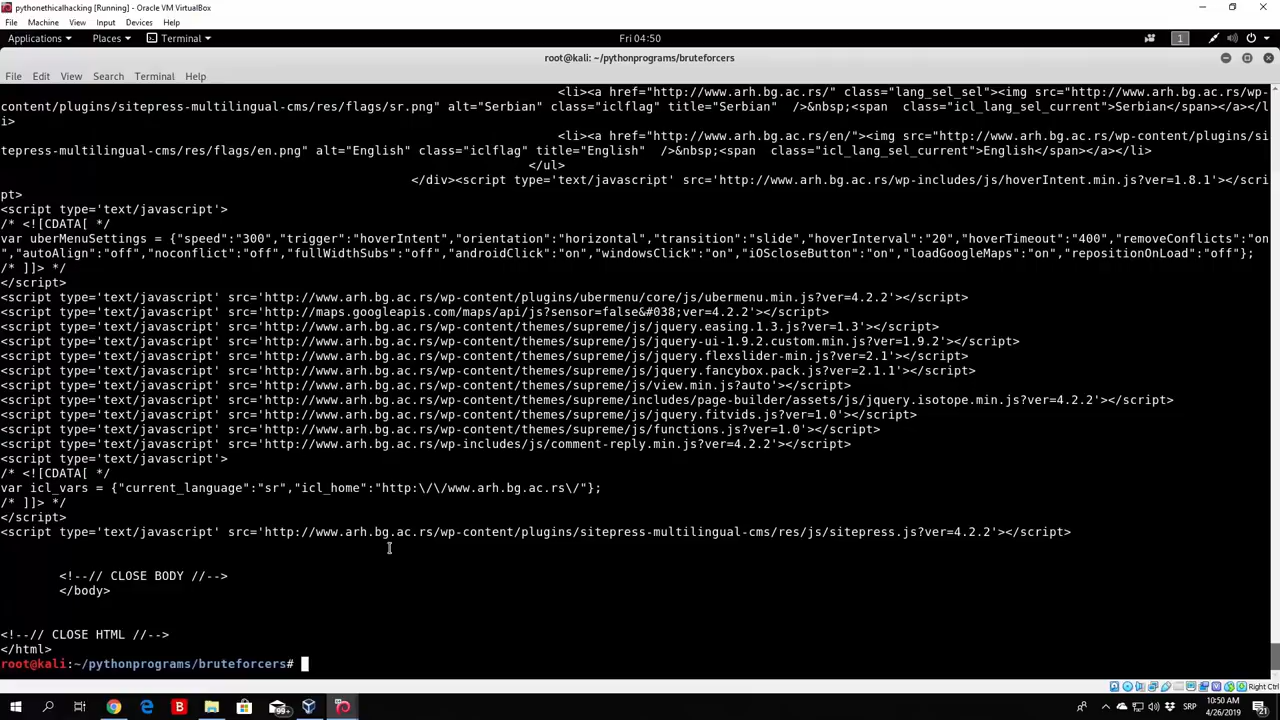 pythonethicalhacking [Running] - Oracle VM VirtualBox
File Machine View Input Devices Help
Applications Places Terminal Fri 04:50 1
root@kali: ~/pythonprograms/bruteforcers
File Edit View Search Terminal Help
<li><a href="http://www.arh.bg.ac.rs/" class="lang_sel_sel"><img src="http://www.arh.bg.ac.rs/wp-
content/plugins/sitepress-multilingual-cms/res/flags/sr.png" alt="Serbian" class="iclflag" title="Serbian"  />&nbsp;<span  class="icl_lang_sel_current">Serbian</span></a></l
i>
<li><a href="http://www.arh.bg.ac.rs/en/"><img src="http://www.arh.bg.ac.rs/wp-content/plugins/si
tepress-multilingual-cms/res/flags/en.png" alt="English" class="iclflag" title="English"  />&nbsp;<span  class="icl_lang_sel_current">English</span></a></li>
</ul>
</div><script type='text/javascript' src='http://www.arh.bg.ac.rs/wp-includes/js/hoverIntent.min.js?ver=1.8.1'></scri
pt>
<script type='text/javascript'>
/* <![CDATA[ */
var uberMenuSettings = {"speed":"300","trigger":"hoverIntent","orientation":"horizontal","transition":"slide","hoverInterval":"20","hoverTimeout":"400","removeConflicts":"on
","autoAlign":"off","noconflict":"off","fullWidthSubs":"off","androidClick":"on","windowsClick":"on","iOScloseButton":"on","loadGoogleMaps":"on","repositionOnLoad":"off"};
/* ]]> */
</script>
<script type='text/javascript' src='http://www.arh.bg.ac.rs/wp-content/plugins/ubermenu/core/js/ubermenu.min.js?ver=4.2.2'></script>
<script type='text/javascript' src='http://maps.googleapis.com/maps/api/js?sensor=false&#038;ver=4.2.2'></script>
<script type='text/javascript' src='http://www.arh.bg.ac.rs/wp-content/themes/supreme/js/jquery.easing.1.3.js?ver=1.3'></script>
<script type='text/javascript' src='http://www.arh.bg.ac.rs/wp-content/themes/supreme/js/jquery-ui-1.9.2.custom.min.js?ver=1.9.2'></script>
<script type='text/javascript' src='http://www.arh.bg.ac.rs/wp-content/themes/supreme/js/jquery.flexslider-min.js?ver=2.1'></script>
<script type='text/javascript' src='http://www.arh.bg.ac.rs/wp-content/themes/supreme/js/jquery.fancybox.pack.js?ver=2.1.1'></script>
<script type='text/javascript' src='http://www.arh.bg.ac.rs/wp-content/themes/supreme/js/view.min.js?auto'></script>
<script type='text/javascript' src='http://www.arh.bg.ac.rs/wp-content/themes/supreme/includes/page-builder/assets/js/jquery.isotope.min.js?ver=4.2.2'></script>
<script type='text/javascript' src='http://www.arh.bg.ac.rs/wp-content/themes/supreme/js/jquery.fitvids.js?ver=1.0'></script>
<script type='text/javascript' src='http://www.arh.bg.ac.rs/wp-content/themes/supreme/js/functions.js?ver=1.0'></script>
<script type='text/javascript' src='http://www.arh.bg.ac.rs/wp-includes/js/comment-reply.min.js?ver=4.2.2'></script>
<script type='text/javascript'>
/* <![CDATA[ */
var icl_vars = {"current_language":"sr","icl_home":"http:\/\/www.arh.bg.ac.rs\/"};
/* ]]> */
</script>
<script type='text/javascript' src='http://www.arh.bg.ac.rs/wp-content/plugins/sitepress-multilingual-cms/res/js/sitepress.js?ver=4.2.2'></script>
<!--// CLOSE BODY //-->
</body>
<!--// CLOSE HTML //-->
</html>
root@kali:~/pythonprograms/bruteforcers#
Right Ctrl
99+ SRP 10:50 AM
4/26/2019 21